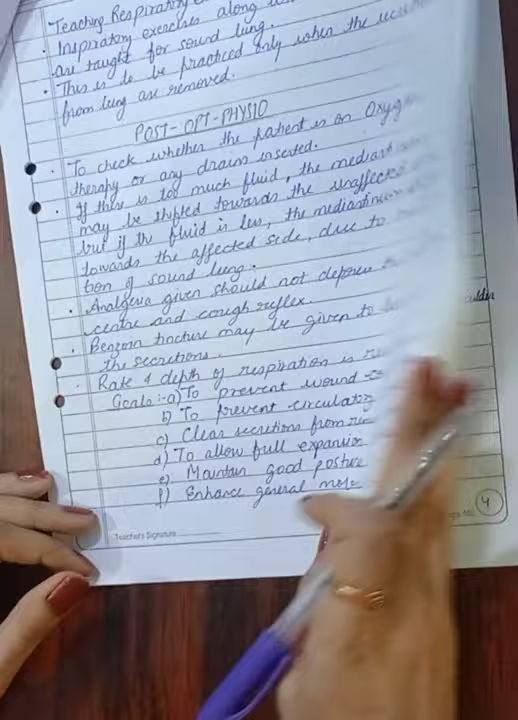 Teaching Respiratory
• Inspiratory exercises along
are taught for sound lung.
• This is to be practiced only when the
from lung are removed.
POST-OPT-PHYSIO
• To check whether the patient is on
therapy or any drain inserted.
• If there is too much fluid, the
may be shifted towards the
but if the fluid is less, the
towards the affected side, due to
tion of sound lung.
• Analgesia given should not depress
centre and cough reflex.
• Benzoin tincture may be given to
the secretions.
• Rate & depth of respiration is
Goals :- a) To prevent wound
b) To prevent circulatory
c) Clear secretions from
d) To allow full expansion
e) Maintain good posture
f) Enhance general
4
Teacher's Signature